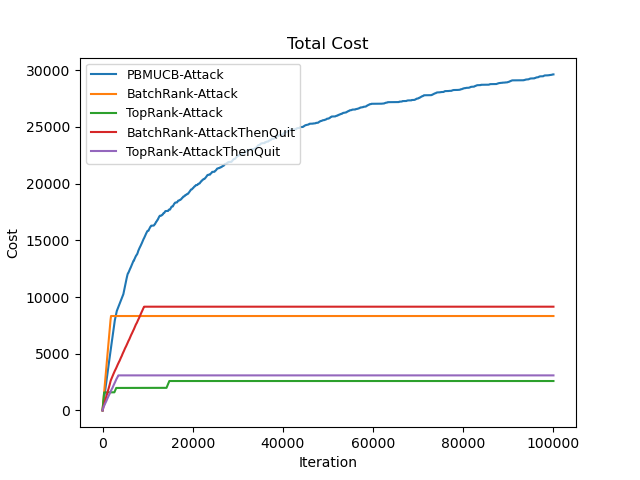 Total Cost
30000
25000
20000
15000
10000
5000
0
Cost
PBMUCB-Attack
BatchRank-Attack
TopRank-Attack
BatchRank-AttackThenQuit
TopRank-AttackThenQuit
0 20000 40000 60000 80000 100000
Iteration